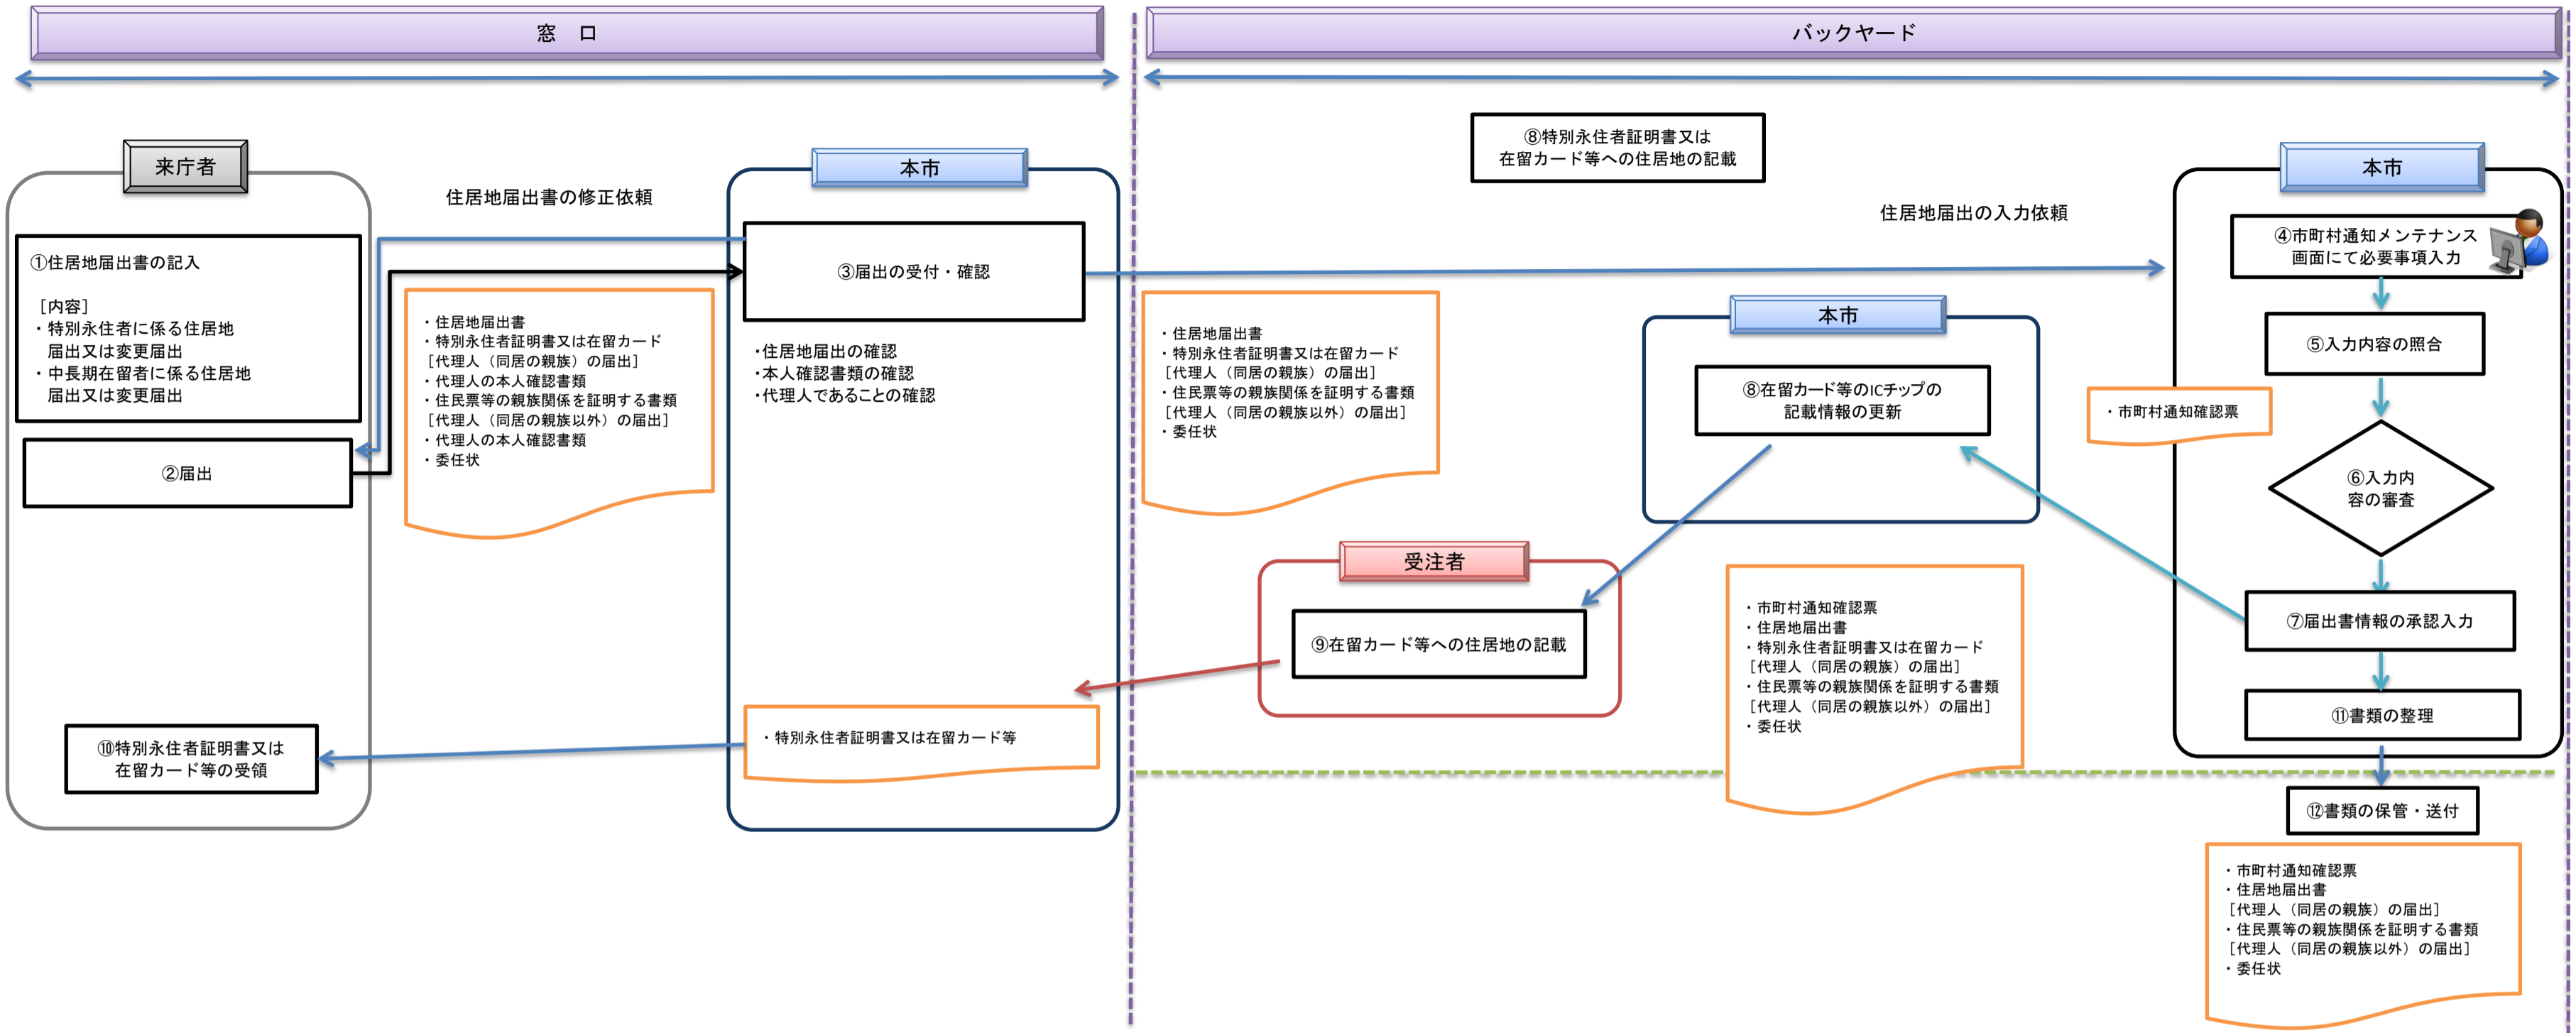 窓　口
バックヤード
来庁者
①住居地届出書の記入
［内容］
・特別永住者に係る住居地
届出又は変更届出
・中長期在留者に係る住居地
届出又は変更届出
②届出
⑩特別永住者証明書又は
在留カード等の受領
住居地届出書の修正依頼
・住居地届出書
・特別永住者証明書又は在留カード
［代理人（同居の親族）の届出］
・代理人の本人確認書類
・住民票等の親族関係を証明する書類
［代理人（同居の親族以外）の届出］
・代理人の本人確認書類
・委任状
本市
③届出の受付・確認
・住居地届出の確認
・本人確認書類の確認
・代理人であることの確認
・特別永住者証明書又は在留カード等
⑧特別永住者証明書又は
在留カード等への住居地の記載
住居地届出の入力依頼
・住居地届出書
・特別永住者証明書又は在留カード
［代理人（同居の親族）の届出］
・住民票等の親族関係を証明する書類
［代理人（同居の親族以外）の届出］
・委任状
本市
⑧在留カード等のICチップの
記載情報の更新
受注者
⑨在留カード等への住居地の記載
・市町村通知確認票
・住居地届出書
・特別永住者証明書又は在留カード
［代理人（同居の親族）の届出］
・住民票等の親族関係を証明する書類
［代理人（同居の親族以外）の届出］
・委任状
本市
④市町村通知メンテナンス
画面にて必要事項入力
⑤入力内容の照合
・市町村通知確認票
⑥入力内
容の審査
⑦届出書情報の承認入力
⑪書類の整理
⑫書類の保管・送付
・市町村通知確認票
・住居地届出書
［代理人（同居の親族）の届出］
・住民票等の親族関係を証明する書類
［代理人（同居の親族以外）の届出］
・委任状